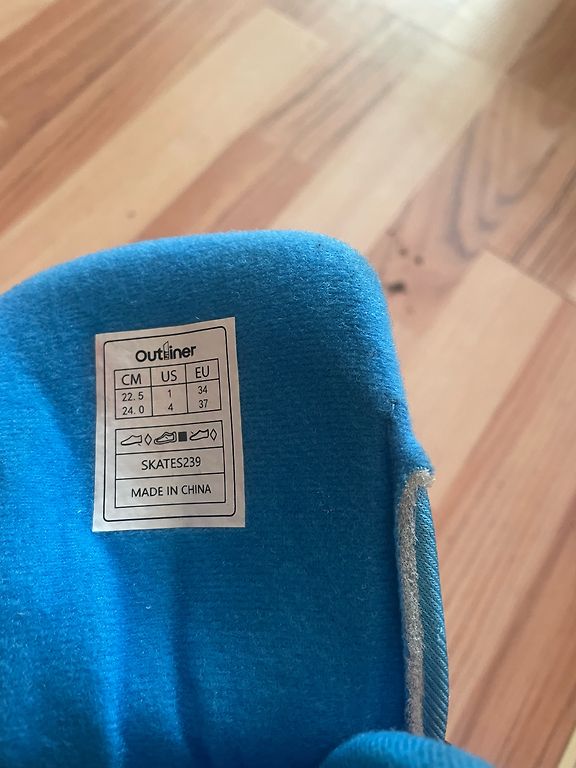 Outliner
CM US EU
22.5 1 34
24.0 4 37
SKATES239
MADE IN CHINA